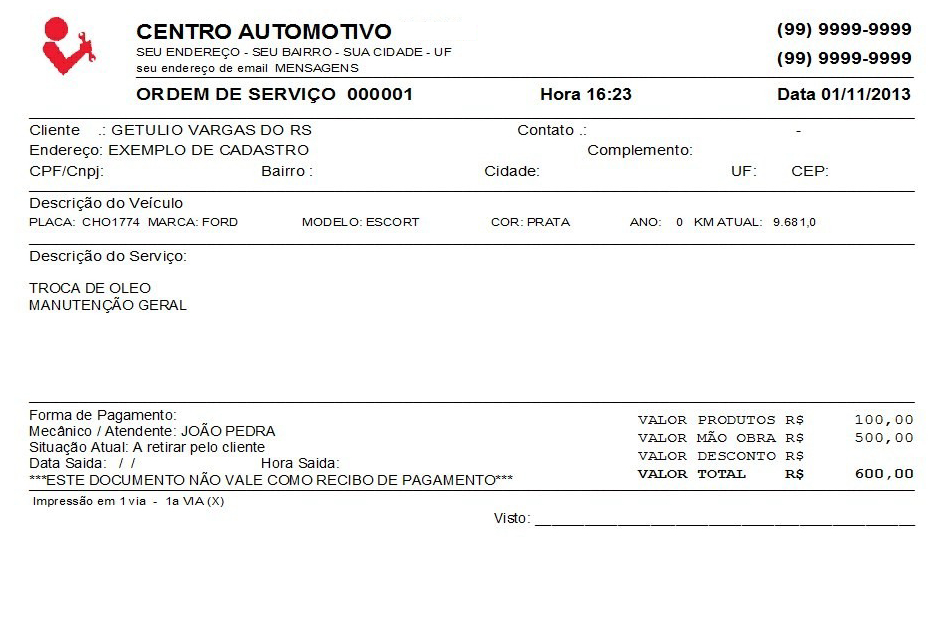 CENTRO AUTOMOTIVO (99) 9999-9999
SEU ENDEREÇO - SEU BAIRRO - SUA CIDADE - UF
seu endereço de email MENSAGENS (99) 9999-9999
ORDEM DE SERVIÇO 000001 Hora 16:23 Data 01/11/2013
Cliente .: GETULIO VARGAS DO RS Contato .: -
Endereço: EXEMPLO DE CADASTRO Complemento:
CPF/Cnpj: Bairro : Cidade: UF: CEP:
Descrição do Veículo
PLACA: CHO1774 MARCA: FORD MODELO: ESCORT COR: PRATA ANO: 0 KM ATUAL: 9.681,0
Descrição do Serviço:
TROCA DE OLEO
MANUTENÇÃO GERAL
Forma de Pagamento: VALOR PRODUTOS R$ 100,00
Mecânico / Atendente: JOÃO PEDRA VALOR MÃO OBRA R$ 500,00
Situação Atual: A retirar pelo cliente VALOR DESCONTO R$
Data Saida: / / Hora Saida:
***ESTE DOCUMENTO NÃO VALE COMO RECIBO DE PAGAMENTO*** VALOR TOTAL R$ 600,00
Impressão em 1 via - 1a VIA (X)
Visto: ______________________________________________